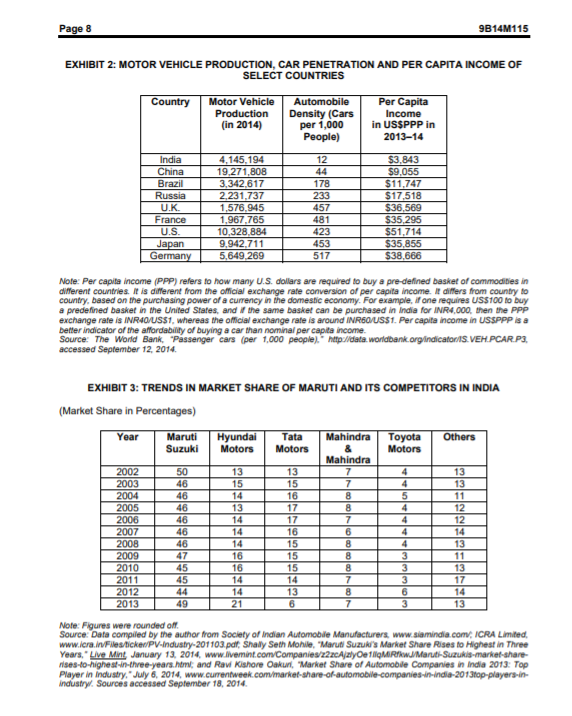 Page 8 9B14M115
EXHIBIT 2: MOTOR VEHICLE PRODUCTION, CAR PENETRATION AND PER CAPITA INCOME OF
SELECT COUNTRIES
Country Motor Vehicle Production (in 2014) Automobile Density (Cars per 1,000 People) Per Capita Income in US$PPP in 2013–14
India 4,145,194 12 $3,843
China 19,271,808 44 $9,055
Brazil 3,342,617 178 $11,747
Russia 2,231,737 233 $17,518
U.K. 1,576,945 457 $36,569
France 1,967,765 481 $35,295
U.S. 10,328,884 423 $51,714
Japan 9,942,711 453 $35,855
Germany 5,649,269 517 $38,666
Note: Per capita income (PPP) refers to how many U.S. dollars are required to buy a pre-defined basket of commodities in
different countries. It is different from the official exchange rate conversion of per capita income. It differs from country to
country, based on the purchasing power of a currency in the domestic economy. For example, if one requires US$100 to buy
a predefined basket in the United States, and if the same basket can be purchased in India for INR4,000, then the PPP
exchange rate is INR40/US$1, whereas the official exchange rate is around INR60/US$1. Per capita income in US$PPP is a
better indicator of the affordability of buying a car than nominal per capita income.
Source: The World Bank, "Passenger cars (per 1,000 people)," http://data.worldbank.org/indicator/IS.VEH.PCAR.P3,
accessed September 12, 2014.
EXHIBIT 3: TRENDS IN MARKET SHARE OF MARUTI AND ITS COMPETITORS IN INDIA
(Market Share in Percentages)
Year Maruti Suzuki Hyundai Motors Tata Motors Mahindra & Mahindra Toyota Motors Others
2002 50 13 13 7 4 13
2003 46 15 15 7 4 13
2004 46 14 16 8 5 11
2005 46 13 17 8 4 12
2006 46 14 17 7 4 12
2007 46 14 16 6 4 14
2008 46 14 15 8 4 13
2009 47 16 15 8 3 11
2010 45 16 15 8 3 13
2011 45 14 14 7 3 17
2012 44 14 13 8 6 14
2013 49 21 6 7 3 13
Note: Figures were rounded off.
Source: Data compiled by the author from Society of Indian Automobile Manufacturers, www.siamindia.com/; ICRA Limited,
www.icra.in/Files/ticker/PV-Industry-201103.pdf; Shally Seth Mohile, "Maruti Suzuki's Market Share Rises to Highest in Three
Years," Live Mint, January 13, 2014, www.livemint.com/Companies/z2zcAjzlyOe1llqMiRfkwJ/Maruti-Suzukis-market-share-
rises-to-highest-in-three-years.html; and Ravi Kishore Oakuri, "Market Share of Automobile Companies in India 2013: Top
Player in Industry," July 6, 2014, www.currentweek.com/market-share-of-automobile-companies-in-india-2013top-players-in-
industry/. Sources accessed September 18, 2014.